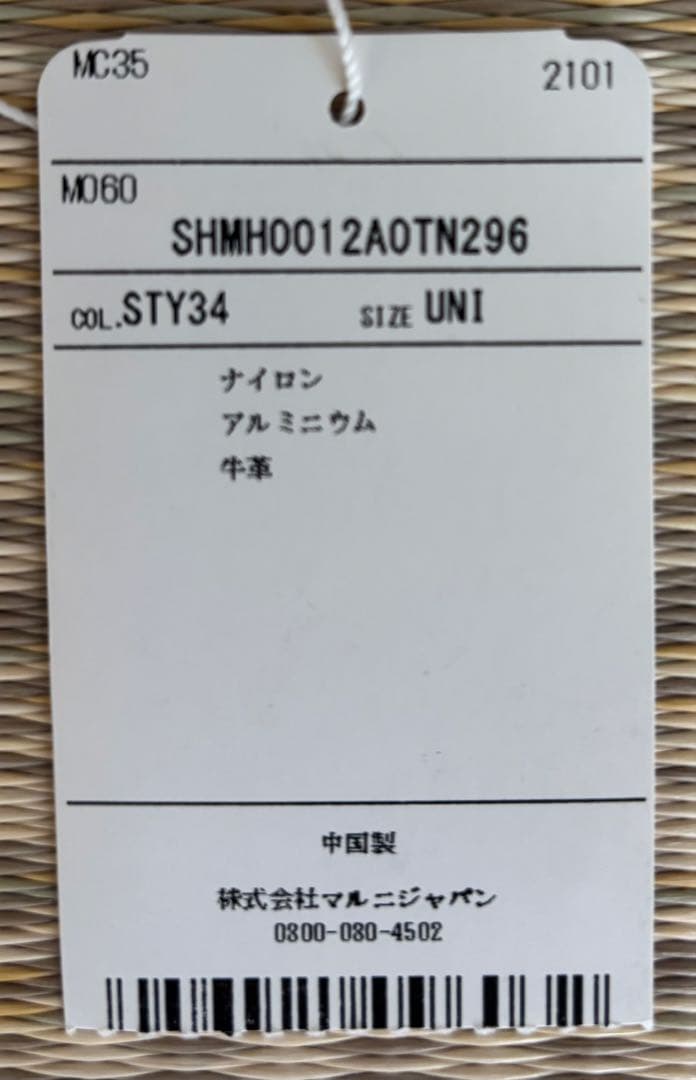 MC35 2101
M060
SHMH0012A0TN296
COL.STY34 SIZE UNI
ナイロン
アルミニウム
牛革
中国製
株式会社マルニジャパン
0800-080-4502